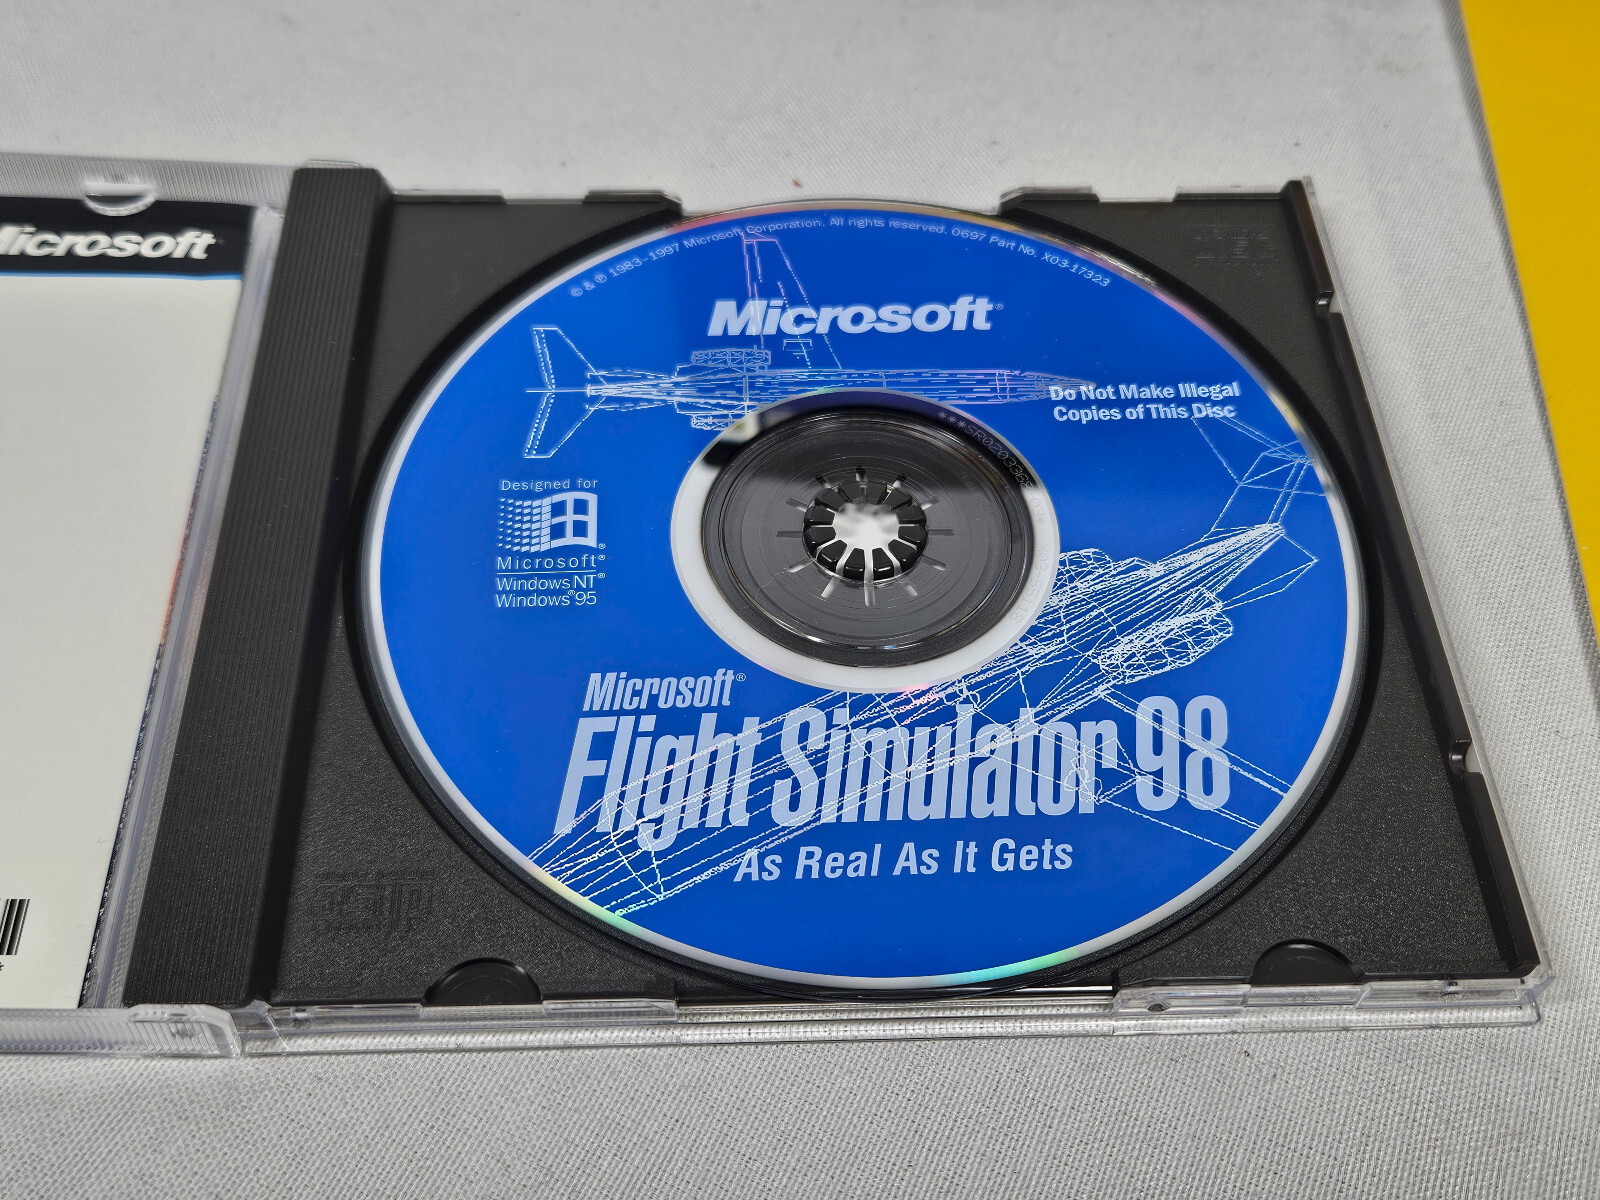 Microsoft
© & ℗ 1983–1997 Microsoft Corporation. All rights reserved. 0697 Part No. X03-17323
Microsoft®
Do Not Make Illegal
Copies of This Disc
Designed for
Microsoft®
Windows NT®
Windows® 95
Microsoft®
Flight Simulator 98
As Real As It Gets